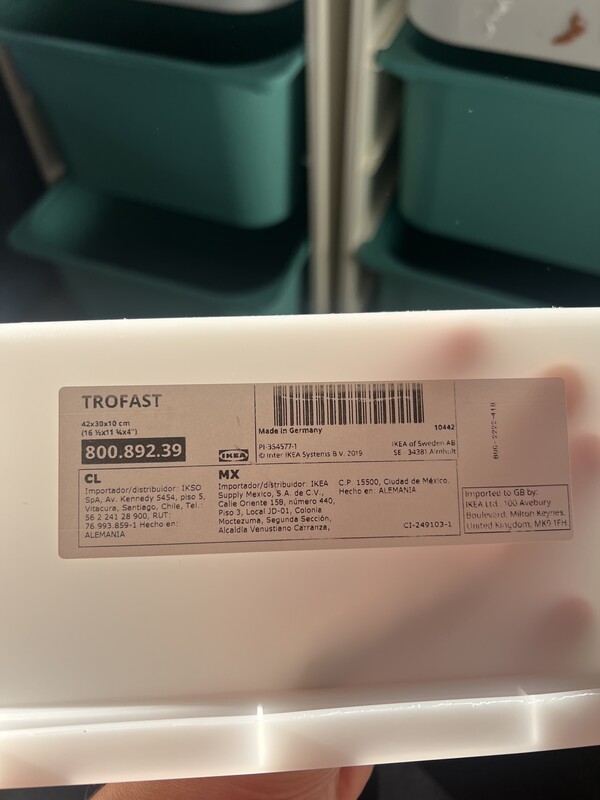 TROFAST
42x30x10 cm
(16 ½x11 ¾x4")
800.892.39
IKEA
Made in Germany
10442
PI-354577-1
© Inter IKEA Systems B.V. 2019
IKEA of Sweden AB
SE-34381 Älmhult
CL
Importador/distribuidor: IKSO
SpA, Av. Kennedy 5454, piso 5,
Vitacura, Santiago, Chile, Tel.:
56 2 241 28 900, RUT:
76.993.859-1 Hecho en:
ALEMANIA
MX
Importador/distribuidor: IKEA
Supply Mexico, S.A. de C.V.,
Calle Oriente 158, número 440,
Piso 3, Local JD-01, Colonia
Moctezuma, Segunda Sección,
Alcaldía Venustiano Carranza,
C.P. 15500, Ciudad de México.
Hecho en: ALEMANIA
CI-249103-1
Imported to GB by:
IKEA Ltd., 100 Avebury
Boulevard, Milton Keynes,
United Kingdom, MK9 1FH.